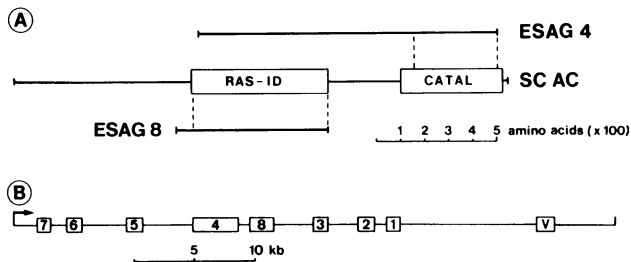 A
ESAG 4
RAS-ID
CATAL
SC AC
ESAG 8
1 2 3 4 5 amino acids (x 100)
B
7 6 5 4 8 3 2 1 V
5 10 kb